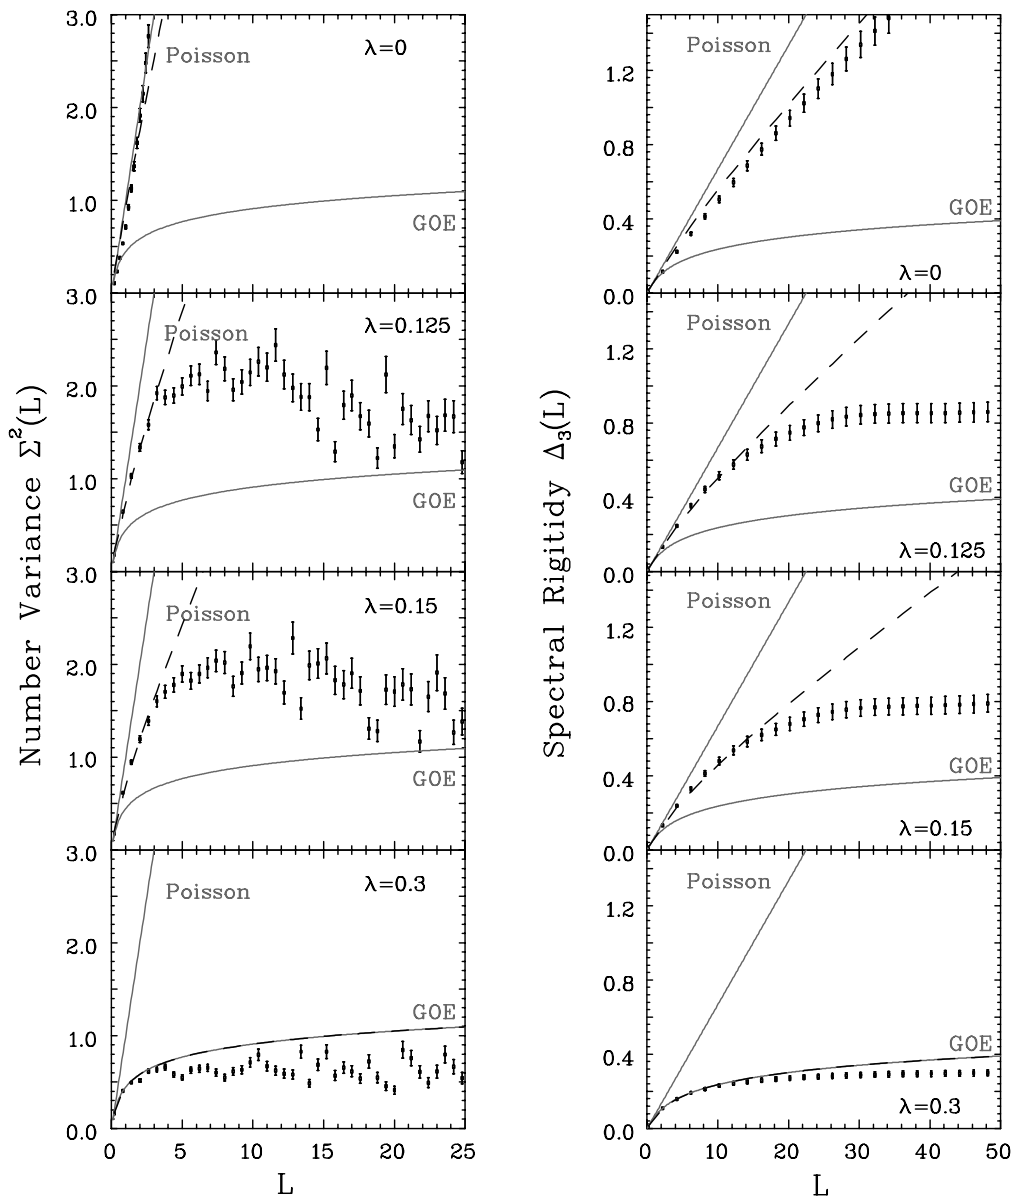 3.0
2.0
1.0
Poisson
λ=0
GOE
1.2
0.8
0.4
0.0
Poisson
GOE
λ=0
3.0
2.0
1.0
Poisson
λ=0.125
GOE
1.2
0.8
0.4
0.0
Poisson
GOE
λ=0.125
3.0
2.0
1.0
Poisson
λ=0.15
GOE
1.2
0.8
0.4
0.0
Poisson
GOE
λ=0.15
3.0
2.0
1.0
0.0
Poisson
λ=0.3
GOE
1.2
0.8
0.4
0.0
Poisson
GOE
λ=0.3
0 5 10 15 20 25
L
0 10 20 30 40 50
L
Number Variance Σ²(L)
Spectral Rigitidy Δ₃(L)